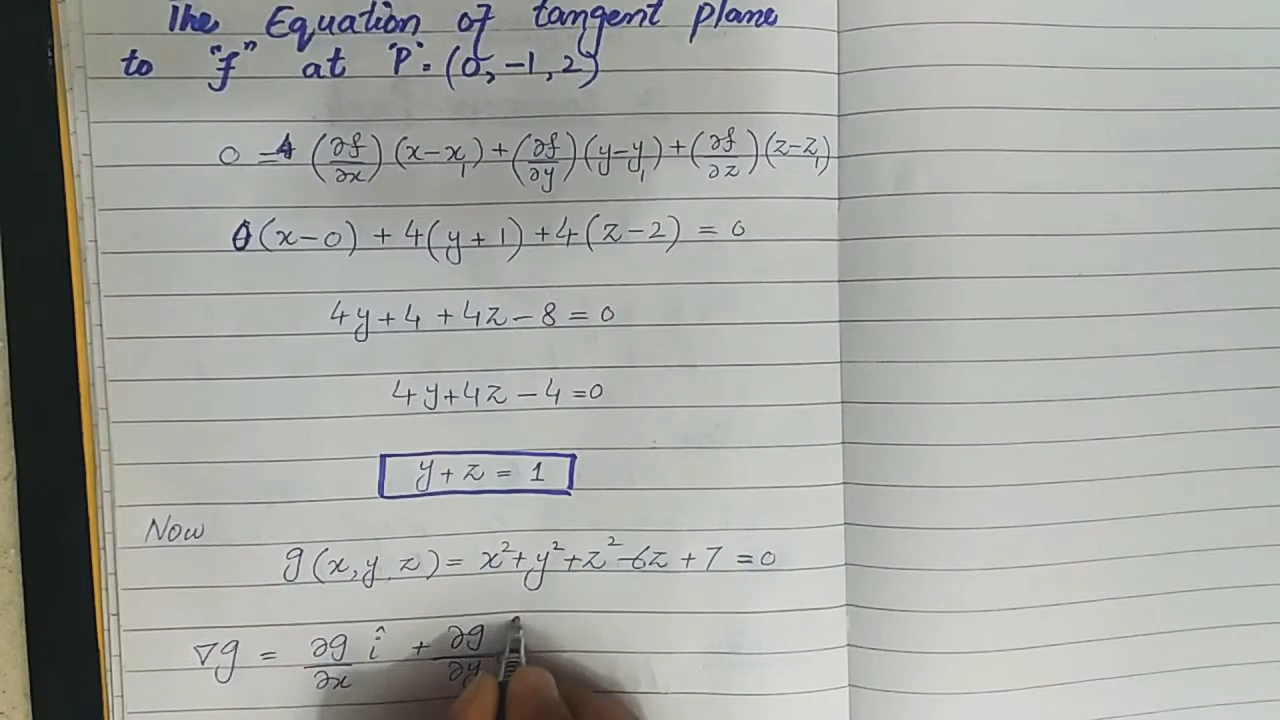 The Equation of tangent plane
to "f" at "P" = (0, -1, 2)
0 = (∂f/∂x)(x-x₁) + (∂f/∂y)(y-y₁) + (∂f/∂z)(z-z₁)
0(x-0) + 4(y+1) + 4(z-2) = 0
4y+4 + 4z-8 = 0
4y+4z-4=0
y+z = 1
Now
g(x,y,z) = x²+y²+z²-6z+7 = 0
∇g = ∂g/∂x î + ∂g/∂y